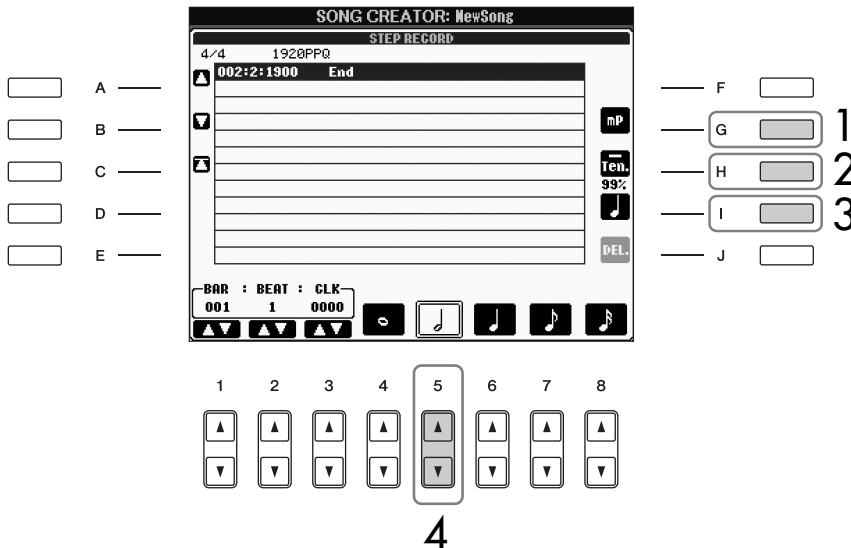 SONG CREATOR: NewSong
STEP RECORD
4/4 1920PPQ
002:2:1900 End
A
B
C
D
E
mP
Ten.
99%
DEL.
F
G 1
H 2
I 3
J
BAR : BEAT : CLK
001 1 0000
1 2 3 4 5 6 7 8
4